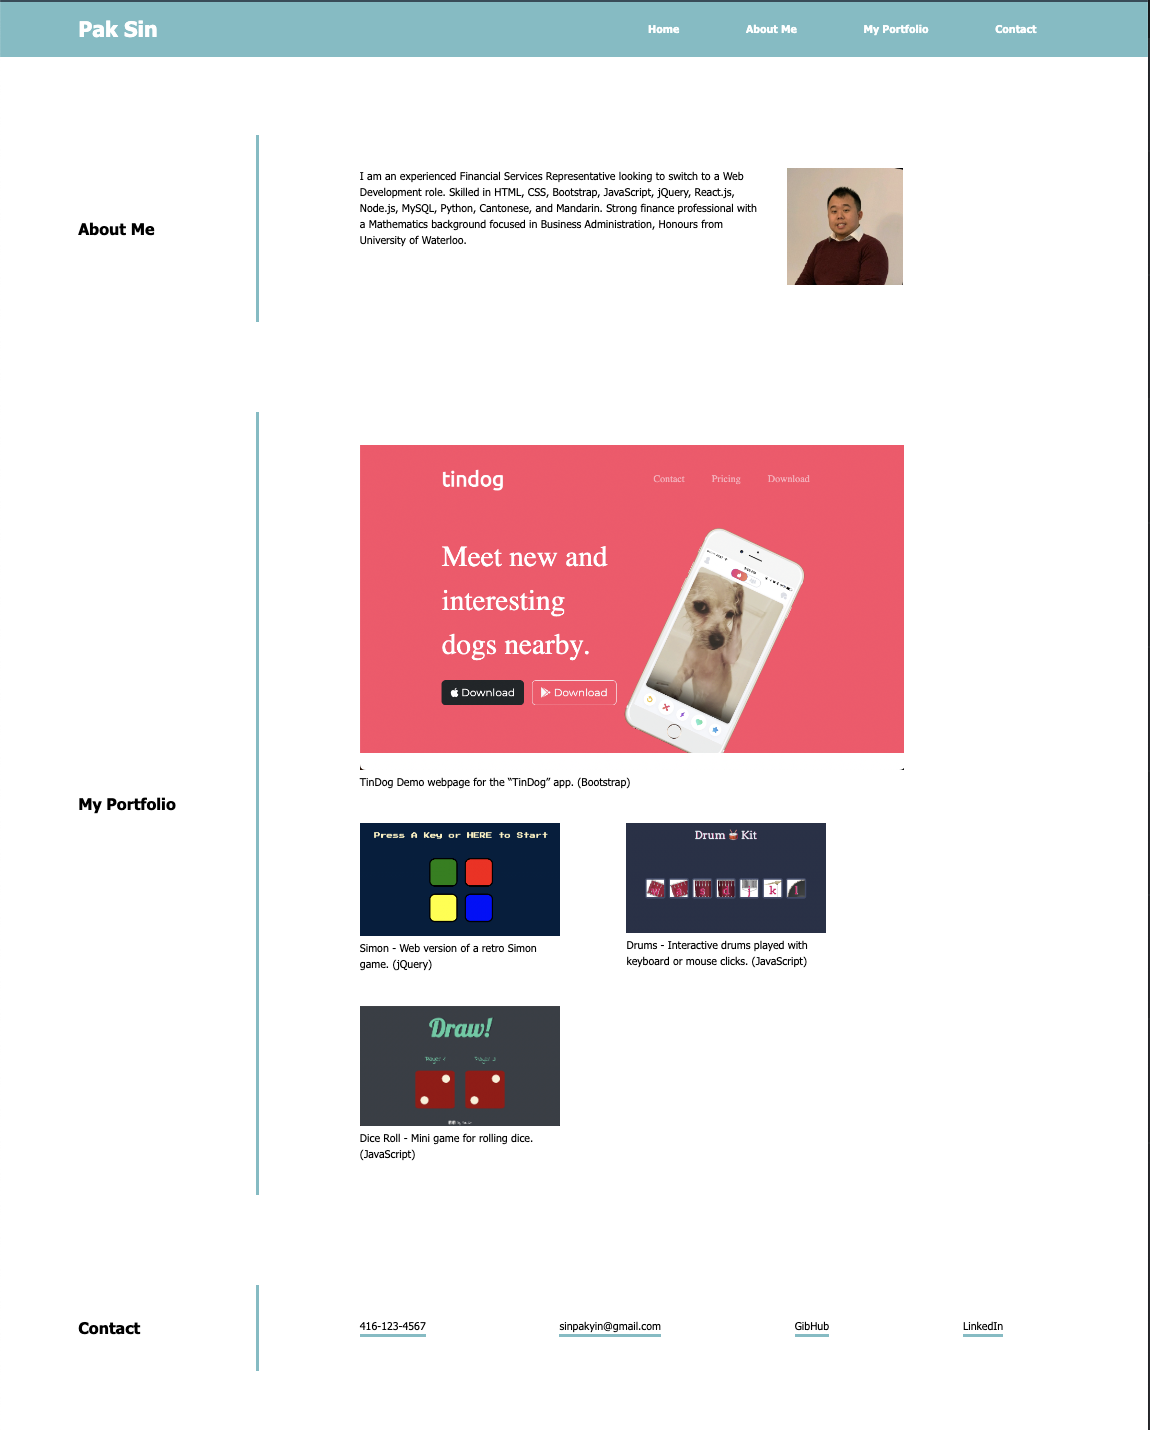 Pak Sin
Home About Me My Portfolio Contact
About Me
I am an experienced Financial Services Representative looking to switch to a Web
Development role. Skilled in HTML, CSS, Bootstrap, JavaScript, jQuery, React.js,
Node.js, MySQL, Python, Cantonese, and Mandarin. Strong finance professional with
a Mathematics background focused in Business Administration, Honours from
University of Waterloo.
My Portfolio
tindog
Contact Pricing Download
Meet new and
interesting
dogs nearby.
Download Download
TinDog Demo webpage for the “TinDog” app. (Bootstrap)
Press A Key or HERE to Start
Simon - Web version of a retro Simon
game. (jQuery)
Drum Kit
Drums - Interactive drums played with
keyboard or mouse clicks. (JavaScript)
Draw!
Dice Roll - Mini game for rolling dice.
(JavaScript)
Contact
416-123-4567
sinpakyin@gmail.com
GibHub
LinkedIn